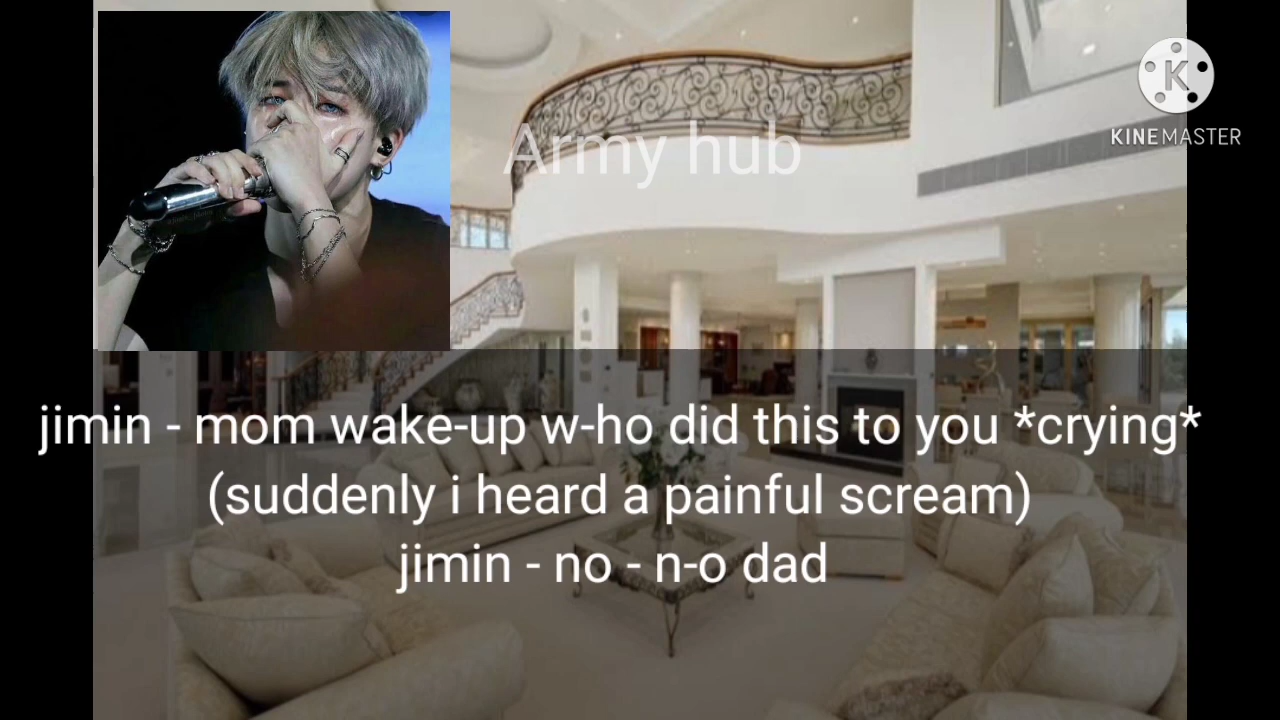 Army hub
K
KINEMASTER
jimin - mom wake-up w-ho did this to you *crying*
(suddenly i heard a painful scream)
jimin - no - n-o dad